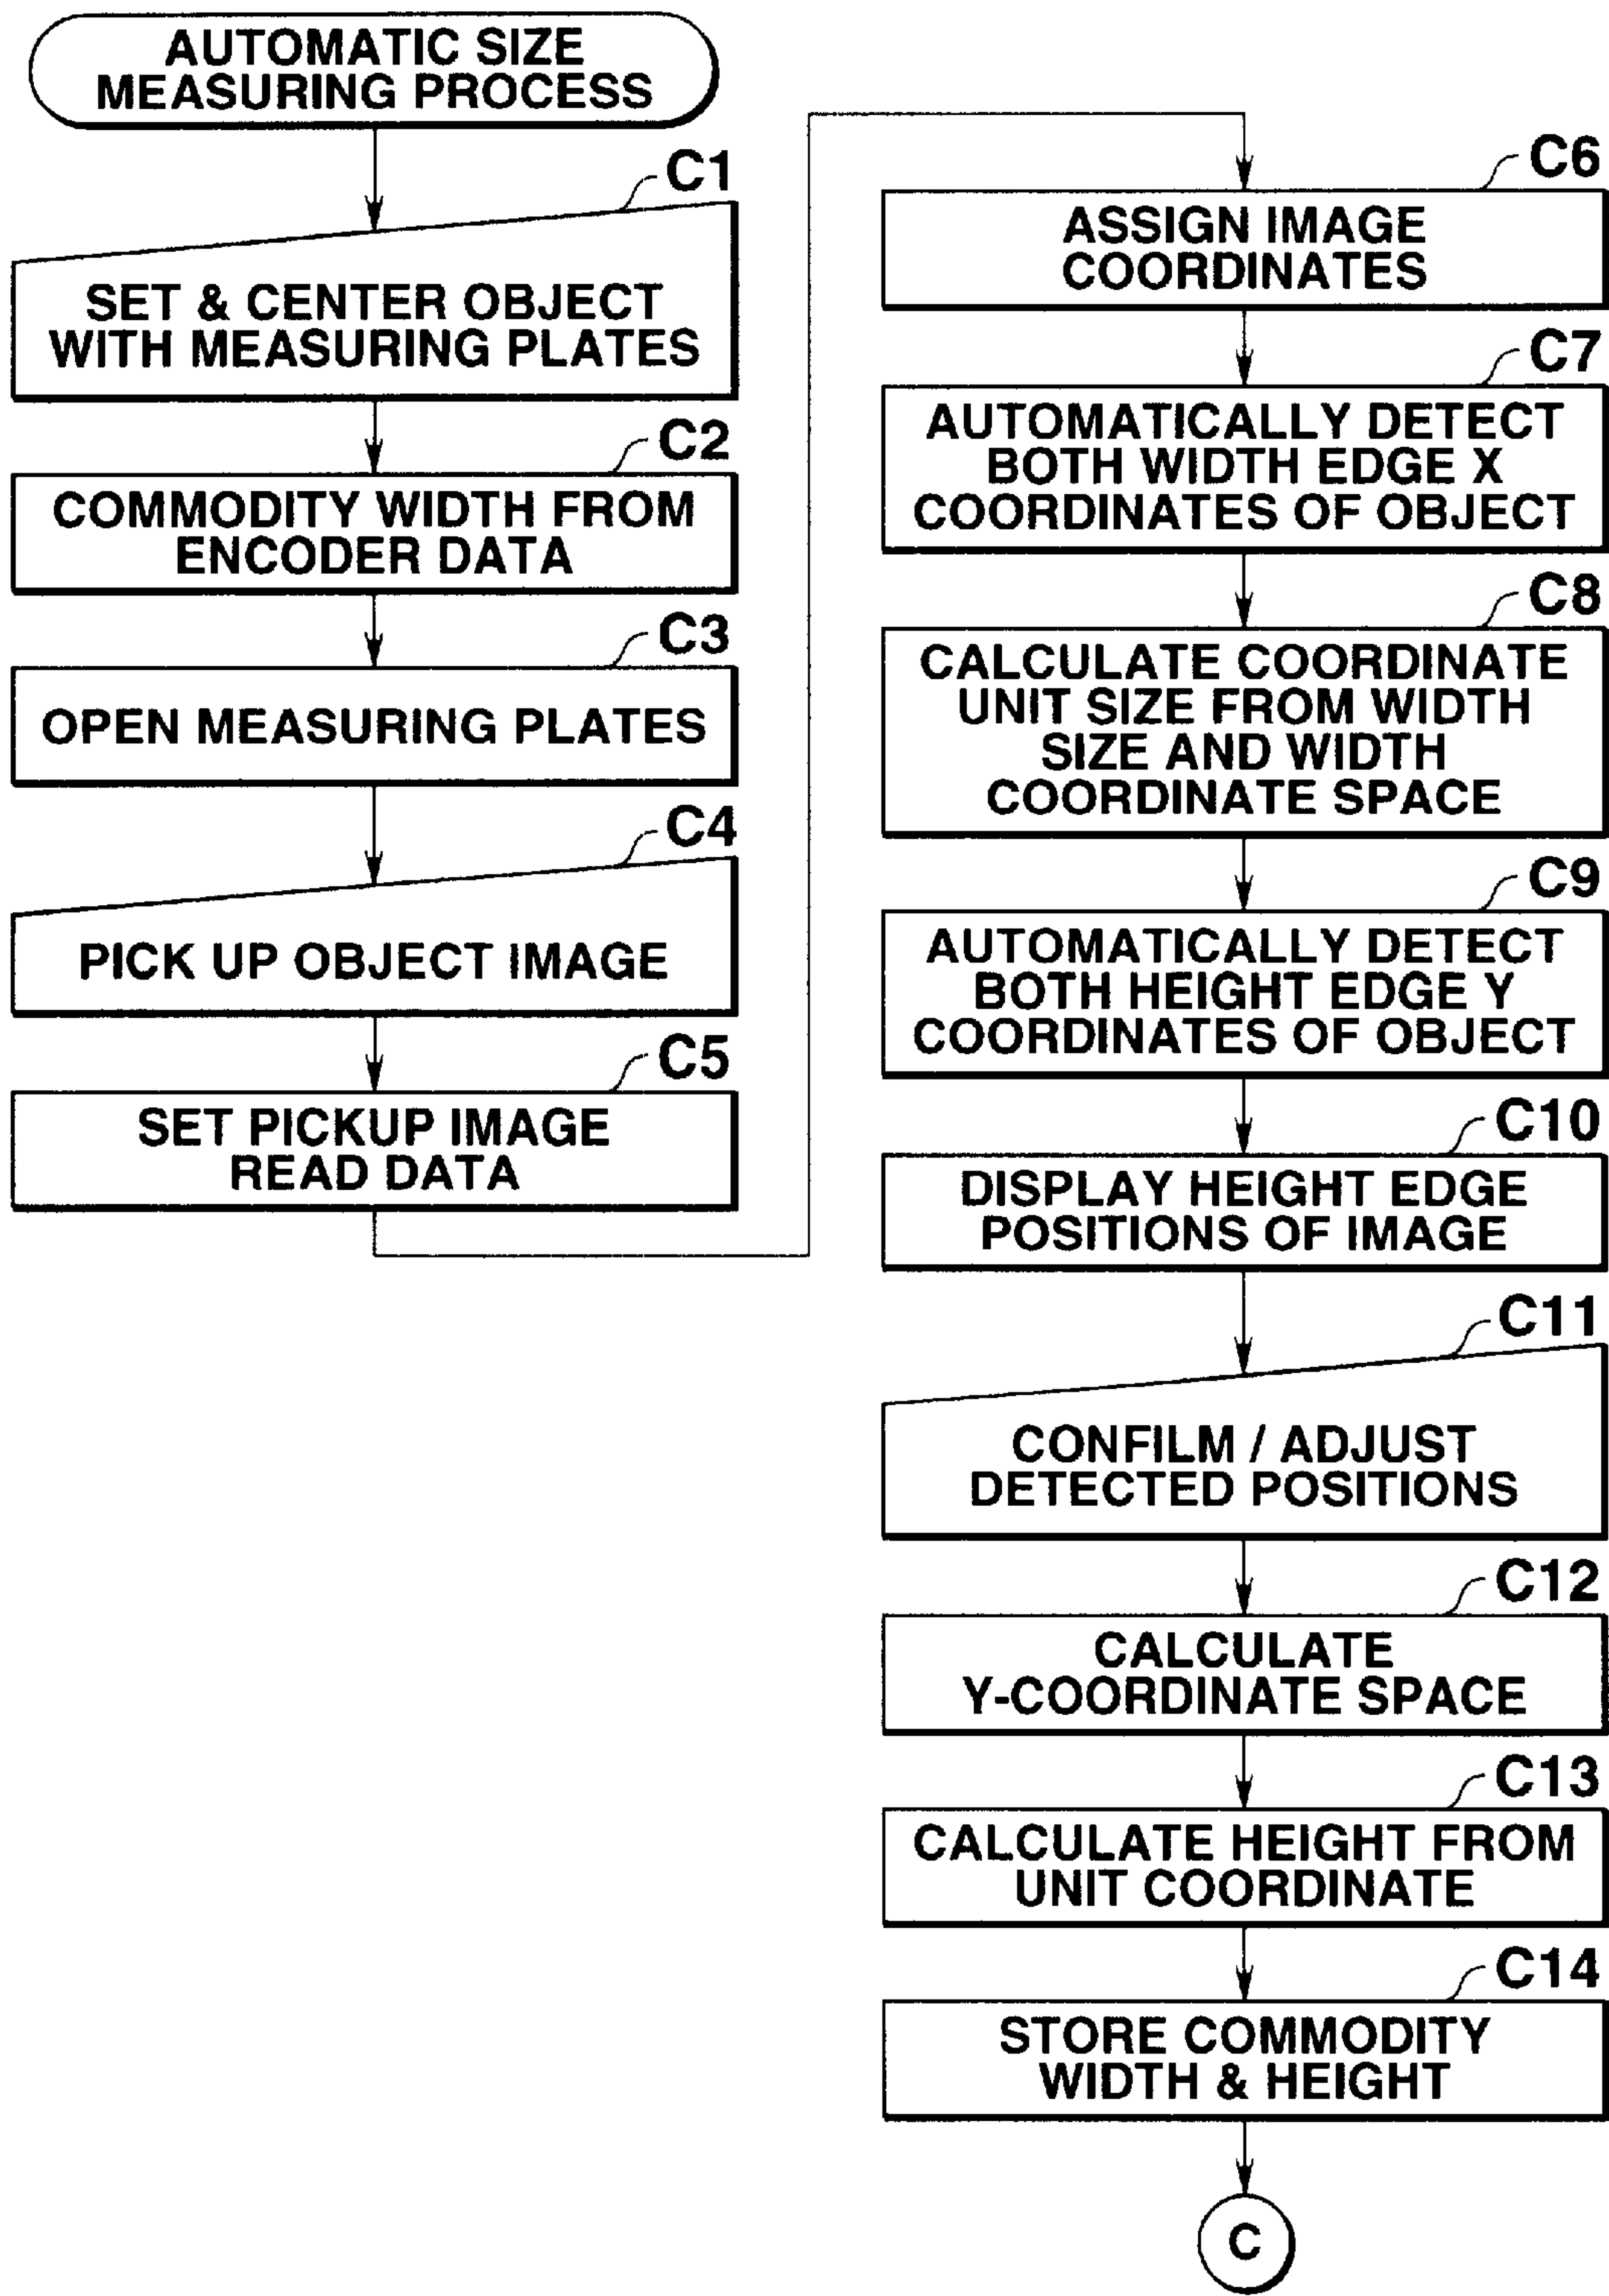 AUTOMATIC SIZE
MEASURING PROCESS
C1
SET & CENTER OBJECT
WITH MEASURING PLATES
C2
COMMODITY WIDTH FROM
ENCODER DATA
C3
OPEN MEASURING PLATES
C4
PICK UP OBJECT IMAGE
C5
SET PICKUP IMAGE
READ DATA
C6
ASSIGN IMAGE
COORDINATES
C7
AUTOMATICALLY DETECT
BOTH WIDTH EDGE X
COORDINATES OF OBJECT
C8
CALCULATE COORDINATE
UNIT SIZE FROM WIDTH
SIZE AND WIDTH
COORDINATE SPACE
C9
AUTOMATICALLY DETECT
BOTH HEIGHT EDGE Y
COORDINATES OF OBJECT
C10
DISPLAY HEIGHT EDGE
POSITIONS OF IMAGE
C11
CONFILM / ADJUST
DETECTED POSITIONS
C12
CALCULATE
Y-COORDINATE SPACE
C13
CALCULATE HEIGHT FROM
UNIT COORDINATE
C14
STORE COMMODITY
WIDTH & HEIGHT
C